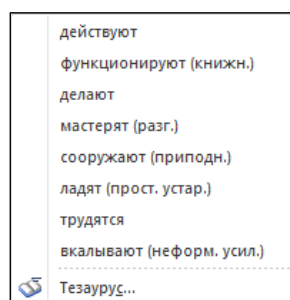 действуют
функционируют (книжн.)
делают
мастерят (разг.)
сооружают (приподн.)
ладят (прост. устар.)
трудятся
вкалывают (неформ. усил.)
Тезаурус...